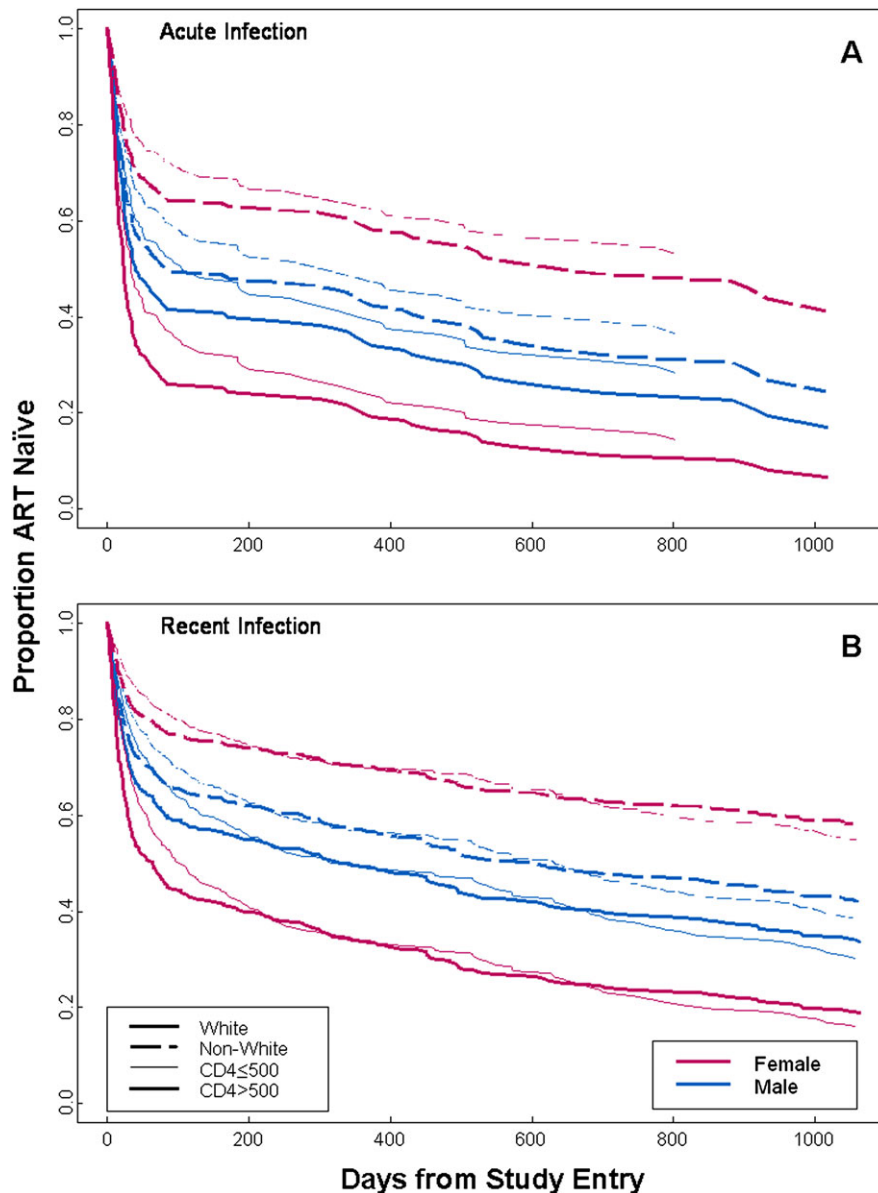 Acute Infection
A
1.0
0.8
0.6
0.4
0.2
0.0
0 200 400 600 800 1000
Proportion ART Naïve
Recent Infection
B
1.0
0.8
0.6
0.4
0.2
0.0
White
Non-White
CD4≤500
CD4>500
Female
Male
0 200 400 600 800 1000
Days from Study Entry